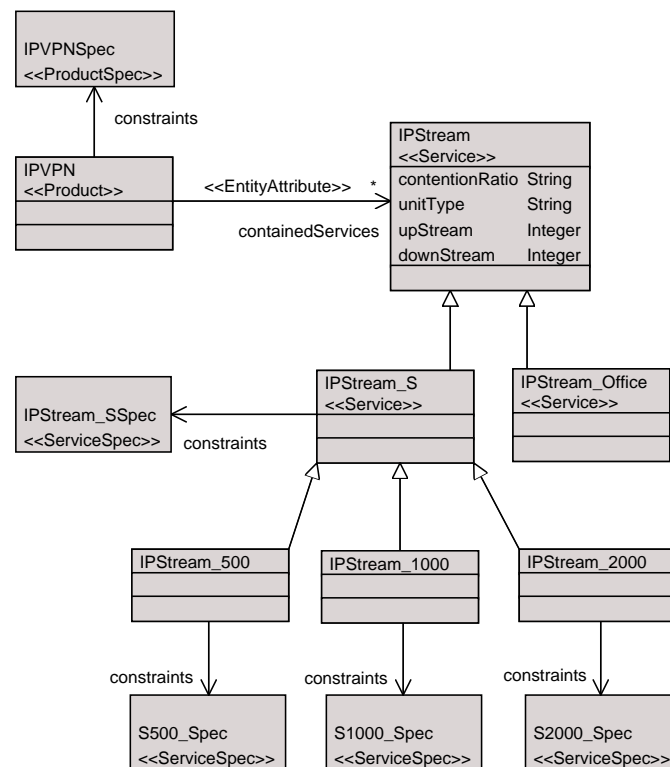 IPVPNSpec
<<ProductSpec>>
constraints
IPVPN
<<Product>>
<<EntityAttribute>> *
containedServices
IPStream
<<Service>>
contentionRatio String
unitType String
upStream Integer
downStream Integer
IPStream_SSpec
<<ServiceSpec>>
constraints
IPStream_S
<<Service>>
IPStream_Office
<<Service>>
IPStream_500
IPStream_1000
IPStream_2000
constraints
constraints
constraints
S500_Spec
<<ServiceSpec>>
S1000_Spec
<<ServiceSpec>>
S2000_Spec
<<ServiceSpec>>